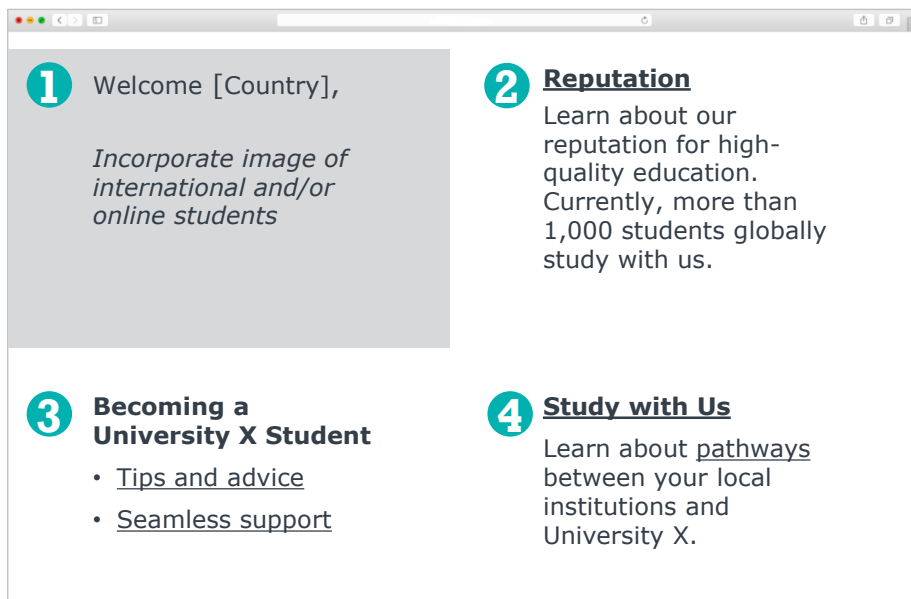 1
Welcome [Country],
Incorporate image of
international and/or
online students
2
Reputation
Learn about our
reputation for high-
quality education.
Currently, more than
1,000 students globally
study with us.
3
Becoming a
University X Student
• Tips and advice
• Seamless support
4
Study with Us
Learn about pathways
between your local
institutions and
University X.